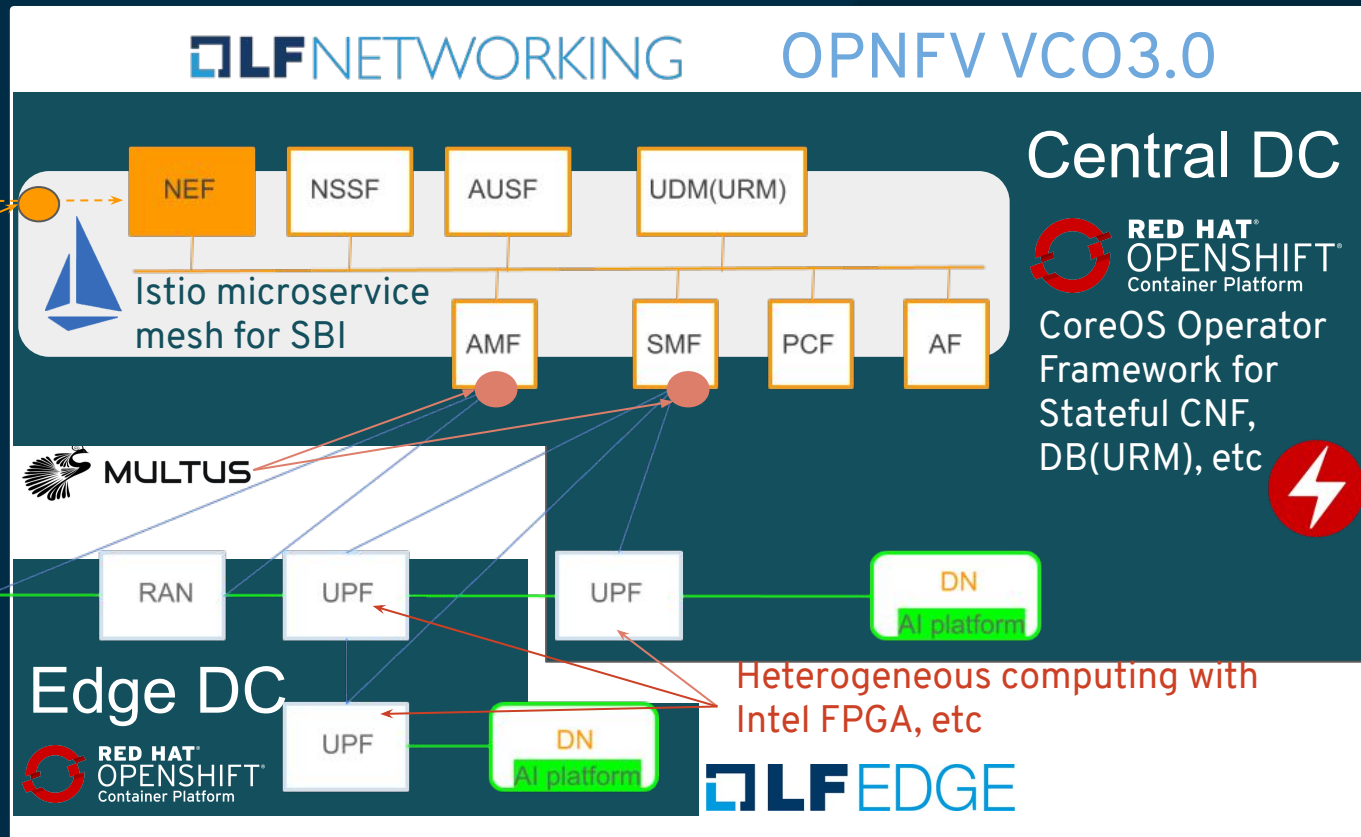 LFNETWORKING OPNFV VCO3.0
Central DC
NEF
NSSF
AUSF
UDM(URM)
RED HAT®
OPENSHIFT®
Container Platform
Istio microservice
mesh for SBI
AMF
SMF
PCF
AF
CoreOS Operator
Framework for
Stateful CNF,
DB(URM), etc
MULTUS
RAN
UPF
UPF
DN
AI platform
Edge DC
RED HAT®
OPENSHIFT®
Container Platform
UPF
DN
AI platform
Heterogeneous computing with
Intel FPGA, etc
LFEDGE